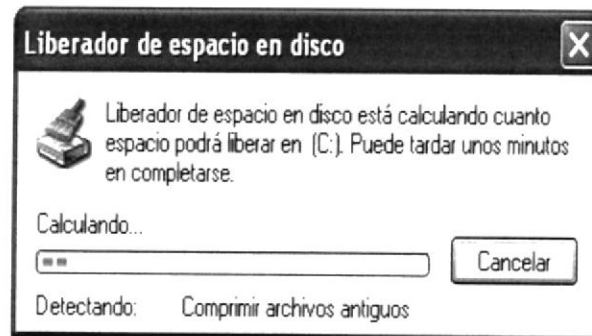 Liberador de espacio en disco
Liberador de espacio en disco está calculando cuanto
espacio podrá liberar en (C:). Puede tardar unos minutos
en completarse.
Calculando...
Cancelar
Detectando: Comprimir archivos antiguos